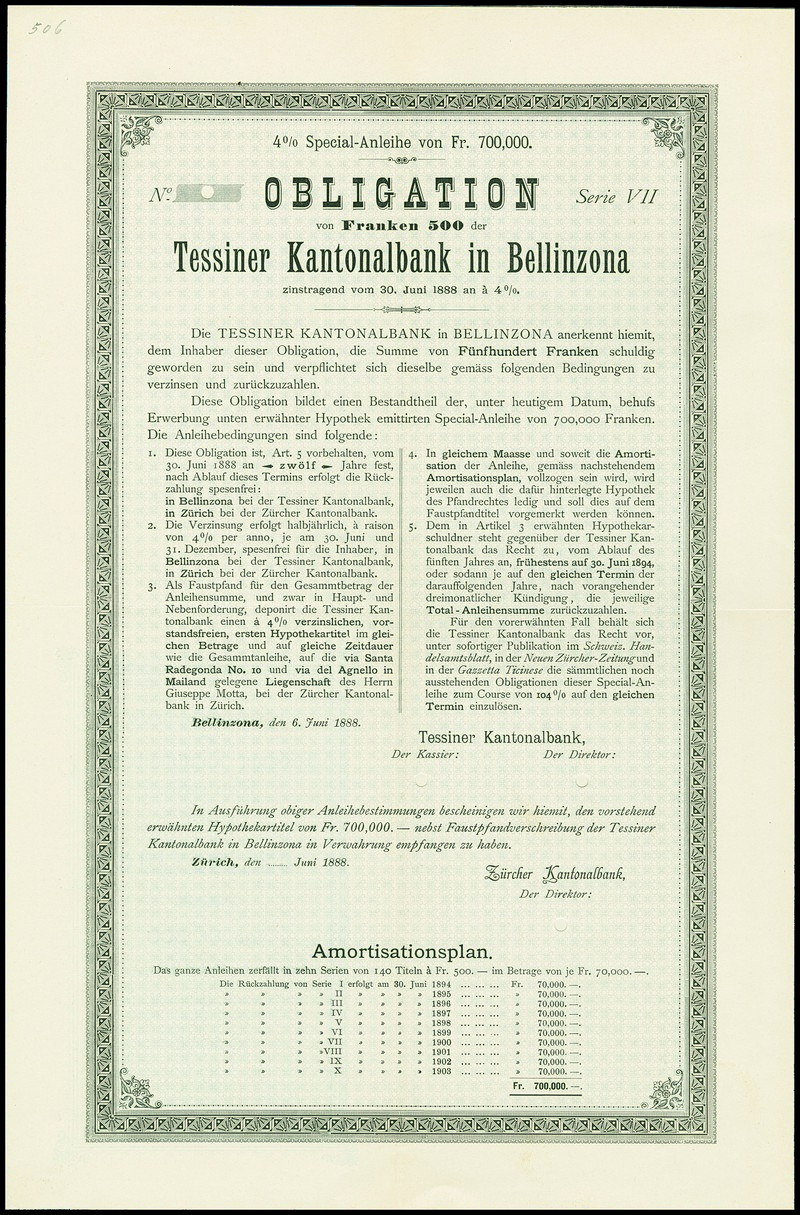 506
4% Special-Anleihe von Fr. 700,000.
No. OBLIGATION Serie VII
von Franken 500 der
Tessiner Kantonalbank in Bellinzona
zinstragend vom 30. Juni 1888 an à 4%.
Die TESSINER KANTONALBANK in BELLINZONA anerkennt hiemit,
dem Inhaber dieser Obligation, die Summe von Fünfhundert Franken schuldig
geworden zu sein und verpflichtet sich dieselbe gemäss folgenden Bedingungen zu
verzinsen und zurückzuzahlen.
Diese Obligation bildet einen Bestandtheil der, unter heutigem Datum, behufs
Erwerbung unten erwähnter Hypothek emittirten Special-Anleihe von 700,000 Franken.
Die Anleihebedingungen sind folgende:
1. Diese Obligation ist, Art. 5 vorbehalten, vom
30. Juni 1888 an zwölf Jahre fest,
nach Ablauf dieses Termins erfolgt die Rück-
zahlung spesenfrei:
in Bellinzona bei der Tessiner Kantonalbank,
in Zürich bei der Zürcher Kantonalbank.
2. Die Verzinsung erfolgt halbjährlich, à raison
von 4% per anno, je am 30. Juni und
31. Dezember, spesenfrei für die Inhaber, in
Bellinzona bei der Tessiner Kantonalbank,
in Zürich bei der Zürcher Kantonalbank.
3. Als Faustpfand für den Gesammtbetrag der
Anleihensumme, und zwar in Haupt- und
Nebenforderung, deponirt die Tessiner Kan-
tonalbank einen à 4% verzinslichen, vor-
standsfreien, ersten Hypothekartitel im glei-
chen Betrage und auf gleiche Zeitdauer
wie die Gesammtanleihe, auf die via Santa
Radegonda No. 10 und via del Agnello in
Mailand gelegene Liegenschaft des Herrn
Giuseppe Motta, bei der Zürcher Kantonal-
bank in Zürich.
4. In gleichem Maasse und soweit die Amorti-
sation der Anleihe, gemäss nachstehendem
Amortisationsplan, vollzogen sein wird, wird
jeweilen auch die dafür hinterlegte Hypothek
des Pfandrechtes ledig und soll dies auf dem
Faustpfandtitel vorgemerkt werden können.
5. Dem in Artikel 3 erwähnten Hypothekar-
schuldner steht gegenüber der Tessiner Kan-
tonalbank das Recht zu, vom Ablauf des
fünften Jahres an, frühestens auf 30. Juni 1894,
oder sodann je auf den gleichen Termin der
darauffolgenden Jahre, nach vorangehender
dreimonatlicher Kündigung, die jeweilige
Total-Anleihensumme zurückzuzahlen.
Für den vorerwähnten Fall behält sich
die Tessiner Kantonalbank das Recht vor,
unter sofortiger Publikation im Schweiz. Han-
delsamtsblatt, in der Neuen Zürcher-Zeitung und
in der Gazzetta Ticinese die sämmtlichen noch
ausstehenden Obligationen dieser Special-An-
leihe zum Course von 104% auf den gleichen
Termin einzulösen.
Bellinzona, den 6. Juni 1888.
Tessiner Kantonalbank,
Der Kassier: Der Direktor:
In Ausführung obiger Anleihebestimmungen bescheinigen wir hiemit, den vorstehend
erwähnten Hypothekartitel von Fr. 700,000. — nebst Faustpfandverschreibung der Tessiner
Kantonalbank in Bellinzona in Verwahrung empfangen zu haben.
Zürich, den ........ Juni 1888.
Zürcher Kantonalbank,
Der Direktor:
Amortisationsplan.
Das ganze Anleihen zerfällt in zehn Serien von 140 Titeln à Fr. 500. — im Betrage von je Fr. 70,000. —.
Die Rückzahlung von Serie I erfolgt am 30. Juni 1894 ... ... ... Fr. 70,000. —.
» » » » II » » » » 1895 ... ... ... » 70,000. —.
» » » » III » » » » 1896 ... ... ... » 70,000. —.
» » » » IV » » » » 1897 ... ... ... » 70,000. —.
» » » » V » » » » 1898 ... ... ... » 70,000. —.
» » » » VI » » » » 1899 ... ... ... » 70,000. —.
» » » » VII » » » » 1900 ... ... ... » 70,000. —.
» » » » VIII » » » » 1901 ... ... ... » 70,000. —.
» » » » IX » » » » 1902 ... ... ... » 70,000. —.
» » » » X » » » » 1903 ... ... ... » 70,000. —.
Fr. 700,000. —.